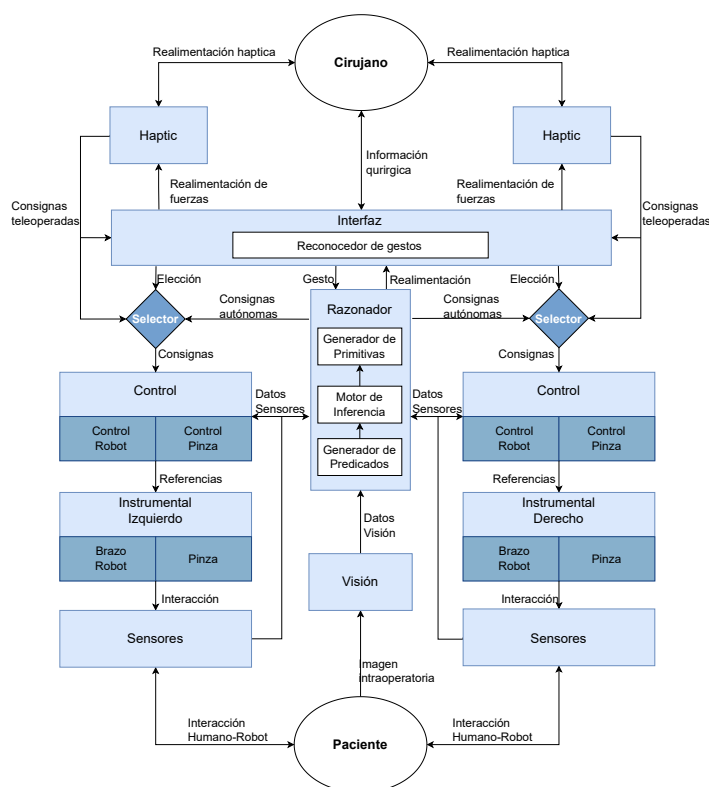 Realimentación haptica
Cirujano
Realimentación haptica
Haptic
Haptic
Información
qurirgica
Realimentación de
fuerzas
Realimentación de
fuerzas
Consignas
teleoperadas
Consignas
teleoperadas
Interfaz
Reconocedor de gestos
Elección
Gesto
Realimentación
Elección
Selector
Consignas
autónomas
Razonador
Consignas
autónomas
Selector
Consignas
Generador de
Primitivas
Consignas
Control
Datos
Sensores
Motor de
Inferencia
Datos
Sensores
Control
Control
Robot
Control
Pinza
Generador de
Predicados
Control
Robot
Control
Pinza
Referencias
Referencias
Instrumental
Izquierdo
Datos
Visión
Instrumental
Derecho
Brazo
Robot
Pinza
Visión
Brazo
Robot
Pinza
Interacción
Interacción
Sensores
Sensores
Imagen
intraoperatoria
Interacción
Humano-Robot
Paciente
Interacción
Humano-Robot